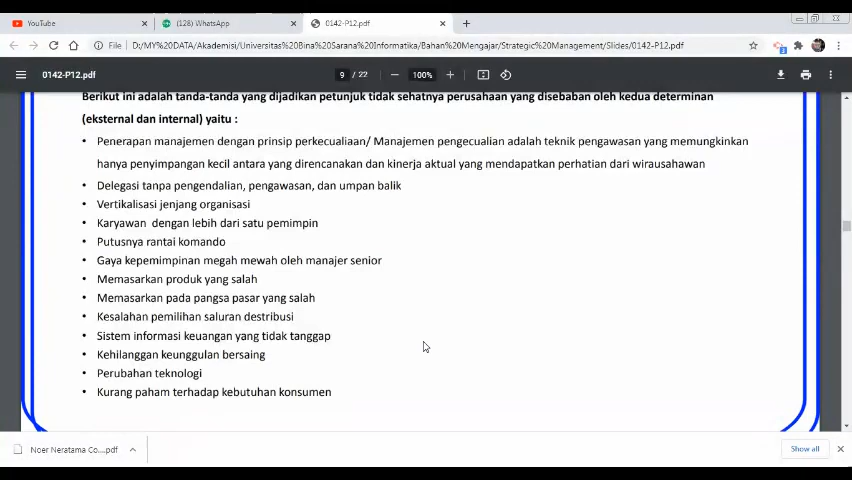 YouTube
(128) WhatsApp
0142-P12.pdf
File
D:/MY%20DATA/Akademisi/Universitas%20Bina%20Sarana%20Informatika/Bahan%20Mengajar/Strategic%20Management/Slides/0142-P12.pdf
0142-P12.pdf
9 / 22
100%
Berikut ini adalah tanda-tanda yang dijadikan petunjuk tidak sehatnya perusahaan yang disebaban oleh kedua determinan
(eksternal dan internal) yaitu :
• Penerapan manajemen dengan prinsip perkecualiaan/ Manajemen pengecualian adalah teknik pengawasan yang memungkinkan
hanya penyimpangan kecil antara yang direncanakan dan kinerja aktual yang mendapatkan perhatian dari wirausahawan
• Delegasi tanpa pengendalian, pengawasan, dan umpan balik
• Vertikalisasi jenjang organisasi
• Karyawan dengan lebih dari satu pemimpin
• Putusnya rantai komando
• Gaya kepemimpinan megah mewah oleh manajer senior
• Memasarkan produk yang salah
• Memasarkan pada pangsa pasar yang salah
• Kesalahan pemilihan saluran destribusi
• Sistem informasi keuangan yang tidak tanggap
• Kehilanggan keunggulan bersaing
• Perubahan teknologi
• Kurang paham terhadap kebutuhan konsumen
Noer Neratama Co....pdf
Show all